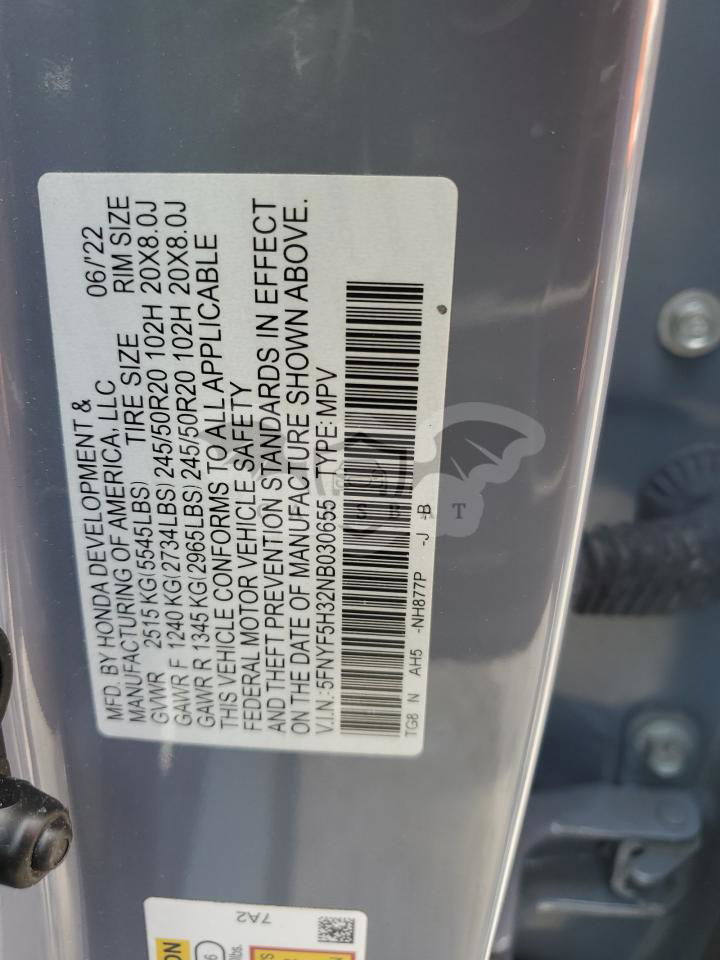 MFD. BY HONDA DEVELOPMENT & 06/'22
MANUFACTURING OF AMERICA, LLC TIRE SIZE RIM SIZE
GVWR 2515 KG(5545LBS)
GAWR F 1240 KG(2734LBS) 245/50R20 102H 20X8.0J
GAWR R 1345 KG(2965LBS) 245/50R20 102H 20X8.0J
THIS VEHICLE CONFORMS TO ALL APPLICABLE
FEDERAL MOTOR VEHICLE SAFETY
AND THEFT PREVENTION STANDARDS IN EFFECT
ON THE DATE OF MANUFACTURE SHOWN ABOVE.
V.I.N.:5FNYF5H32NB030655 TYPE:MPV
TG8 N AH5 -NH877P -J -B
7A2